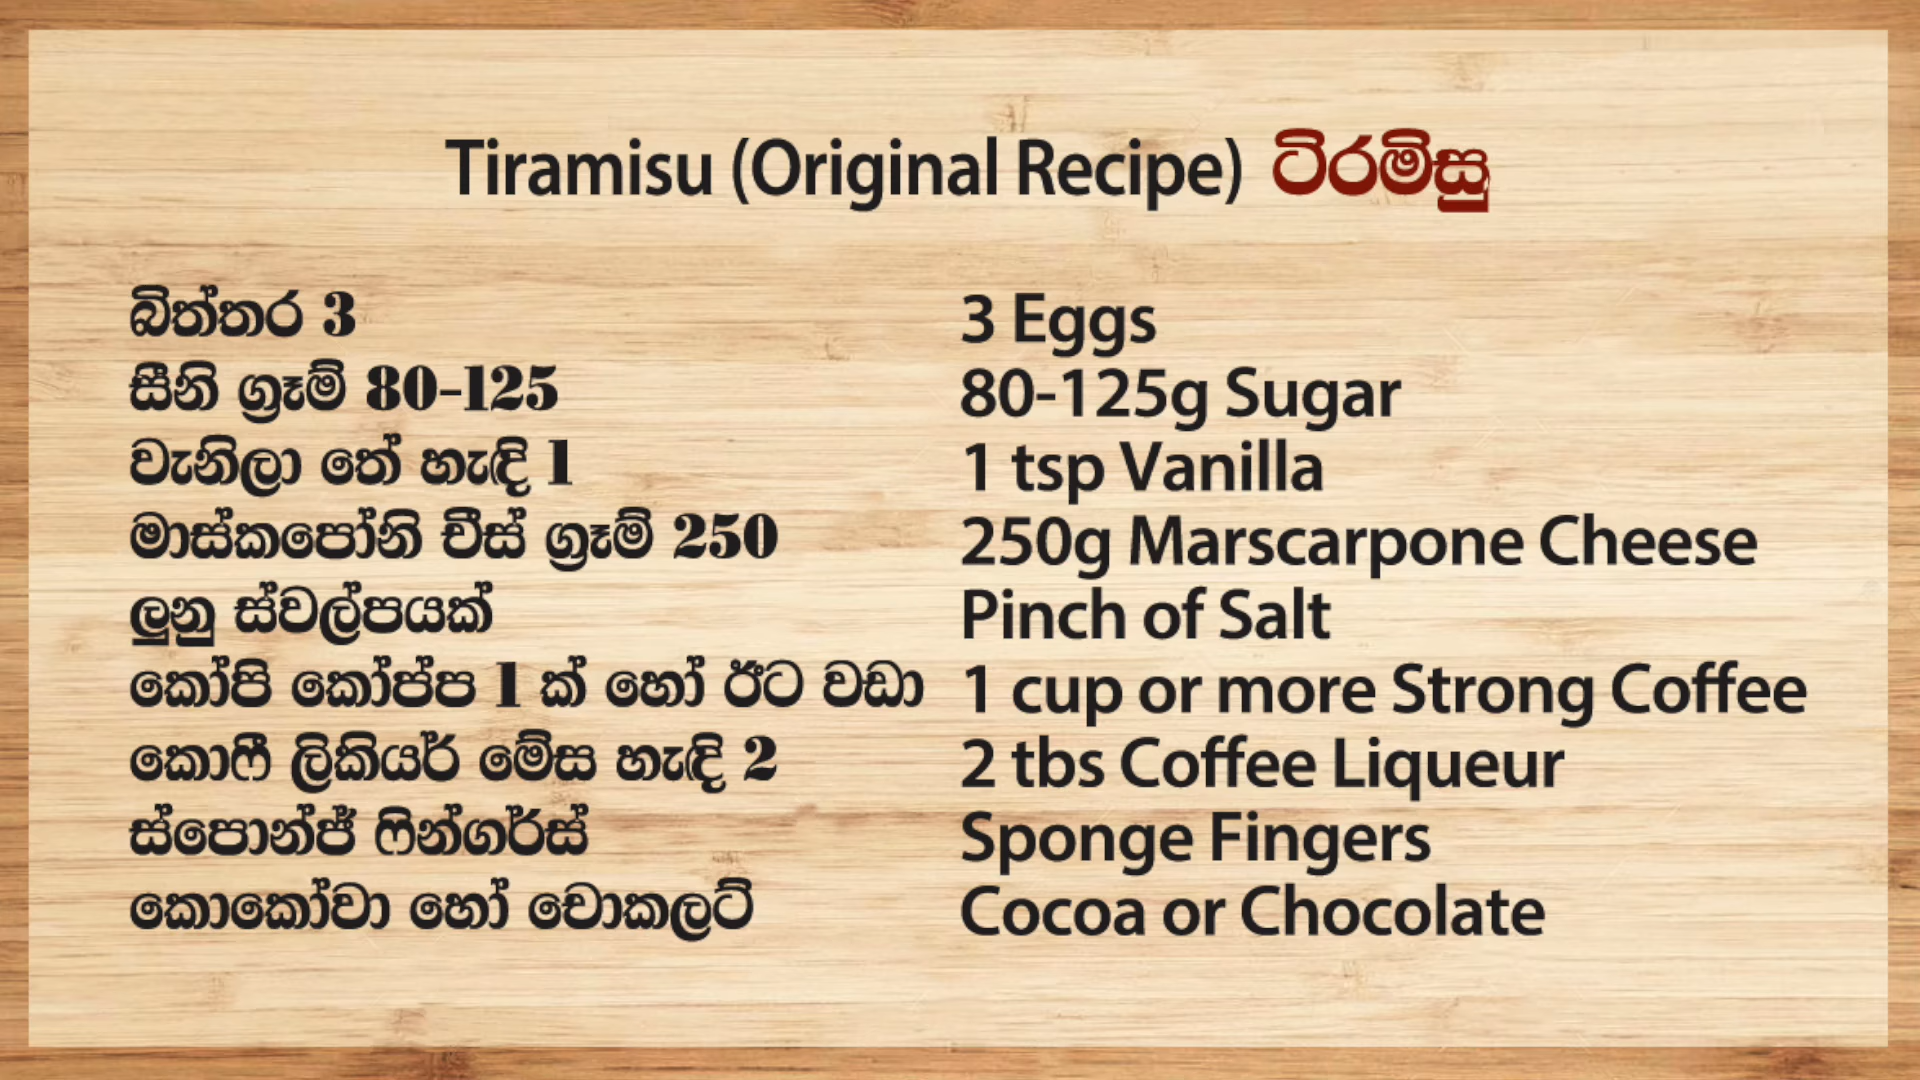 Tiramisu (Original Recipe) ටිරමිසු
බිත්තර 3
සීනි ග්‍රෑම් 80-125
වැනිලා තේ හැඳි 1
මාස්කපෝනි චීස් ග්‍රෑම් 250
ලුනු ස්වල්පයක්
කෝපි කෝප්ප 1 ක් හෝ ඊට වඩා
කොෆී ලිකියර් මේස හැඳි 2
ස්පොන්ජ් ෆින්ගර්ස්
කොකෝවා හෝ චොකලට්
3 Eggs
80-125g Sugar
1 tsp Vanilla
250g Marscarpone Cheese
Pinch of Salt
1 cup or more Strong Coffee
2 tbs Coffee Liqueur
Sponge Fingers
Cocoa or Chocolate